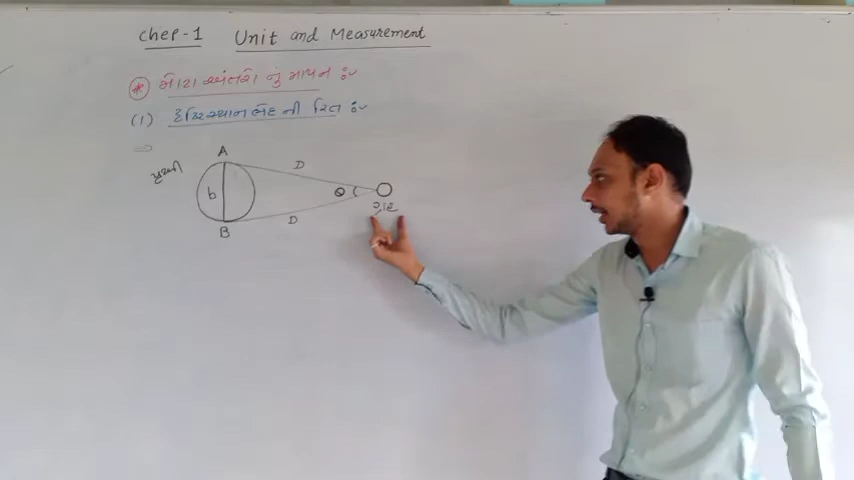 Chep-1 Unit and Measurement
* મોટા અંતરો નું માપન :~
(1) દ્રષ્ટિસ્થાનભેદ ની રિત :~
⇒
A
પૃથ્વી
D
b
θ
ગ્રહ
D
B